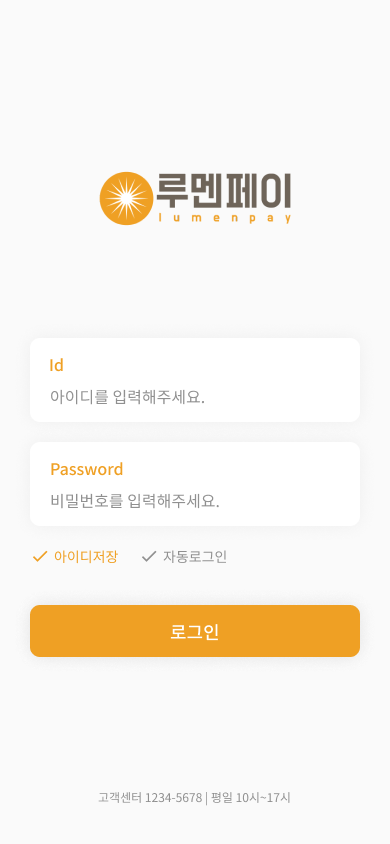 루멘페이
lumenpay
Id
아이디를 입력해주세요.
Password
비밀번호를 입력해주세요.
아이디저장 자동로그인
로그인
고객센터 1234-5678 | 평일 10시~17시